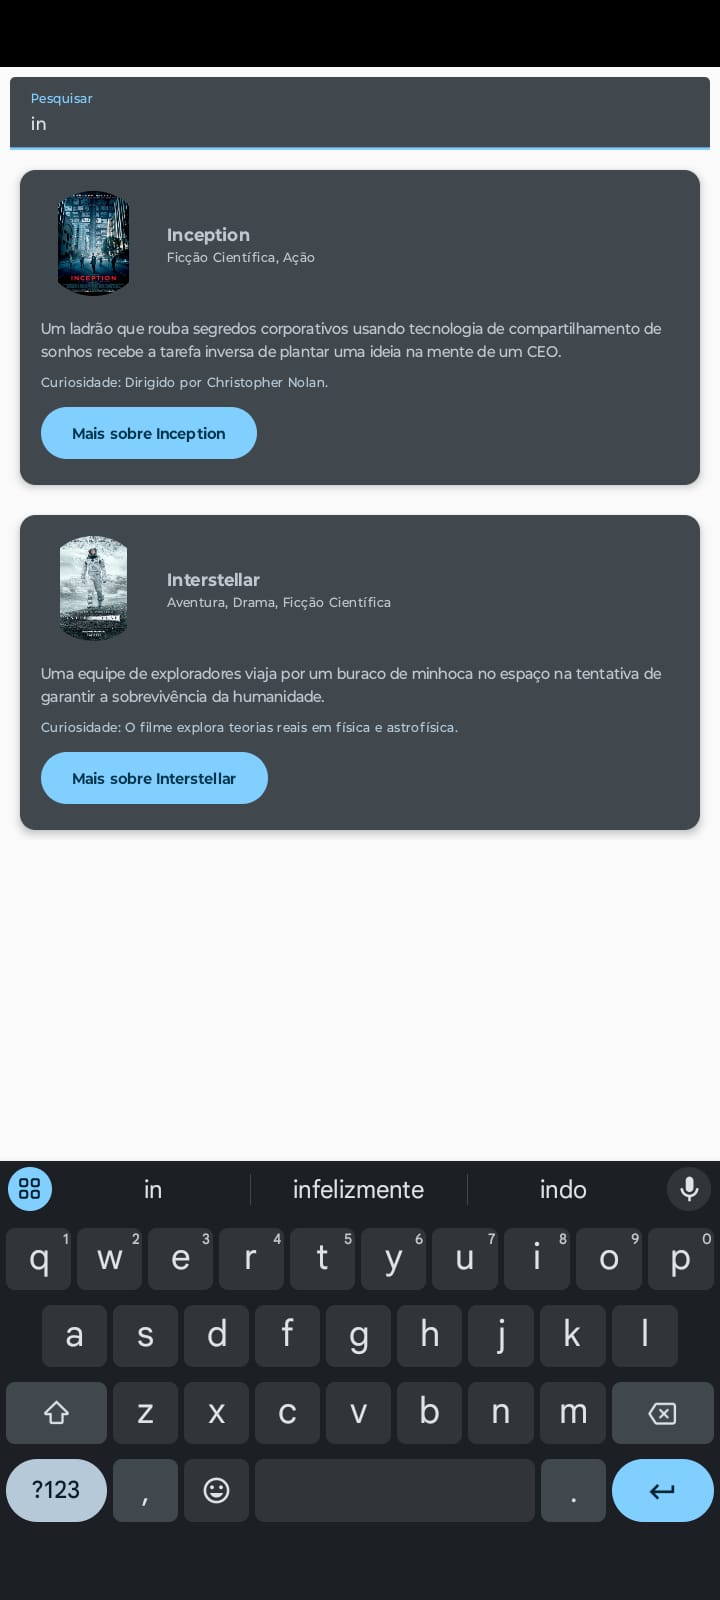 Pesquisar
in
INCEPTION
Inception
Ficção Científica, Ação
Um ladrão que rouba segredos corporativos usando tecnologia de compartilhamento de
sonhos recebe a tarefa inversa de plantar uma ideia na mente de um CEO.
Curiosidade: Dirigido por Christopher Nolan.
Mais sobre Inception
Interstellar
Aventura, Drama, Ficção Científica
Uma equipe de exploradores viaja por um buraco de minhoca no espaço na tentativa de
garantir a sobrevivência da humanidade.
Curiosidade: O filme explora teorias reais em física e astrofísica.
Mais sobre Interstellar
in infelizmente indo
q 1 w 2 e 3 r 4 t 5 y 6 u 7 i 8 o 9 p 0
a s d f g h j k l
z x c v b n m
?123 , .